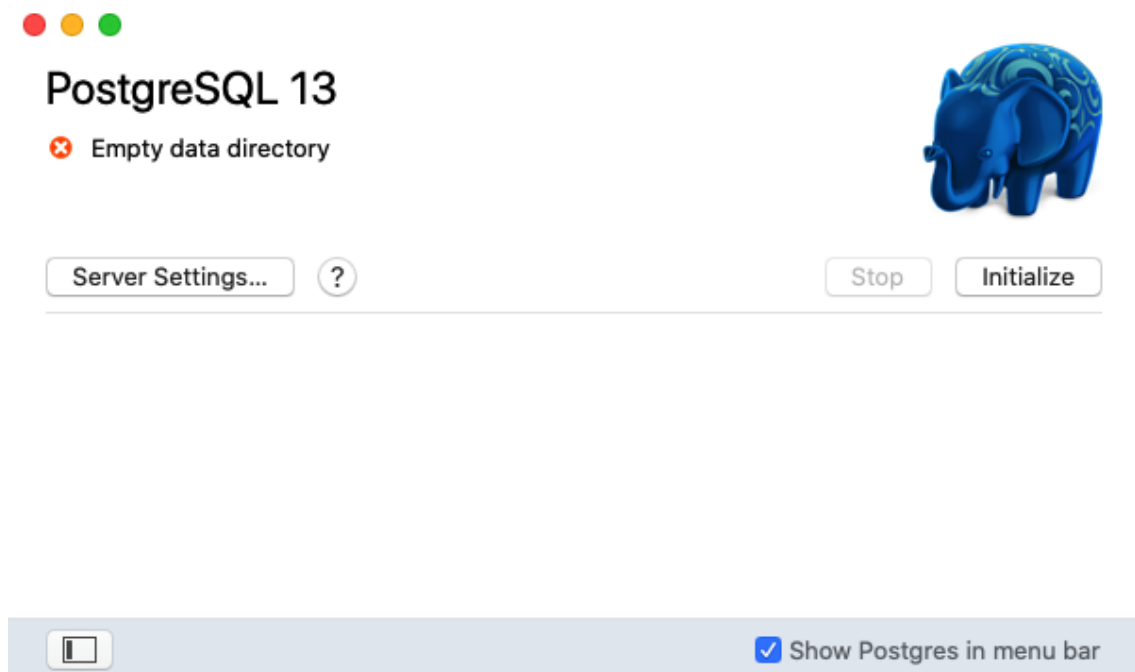 PostgreSQL 13
Empty data directory
Server Settings... ? Stop Initialize
Show Postgres in menu bar